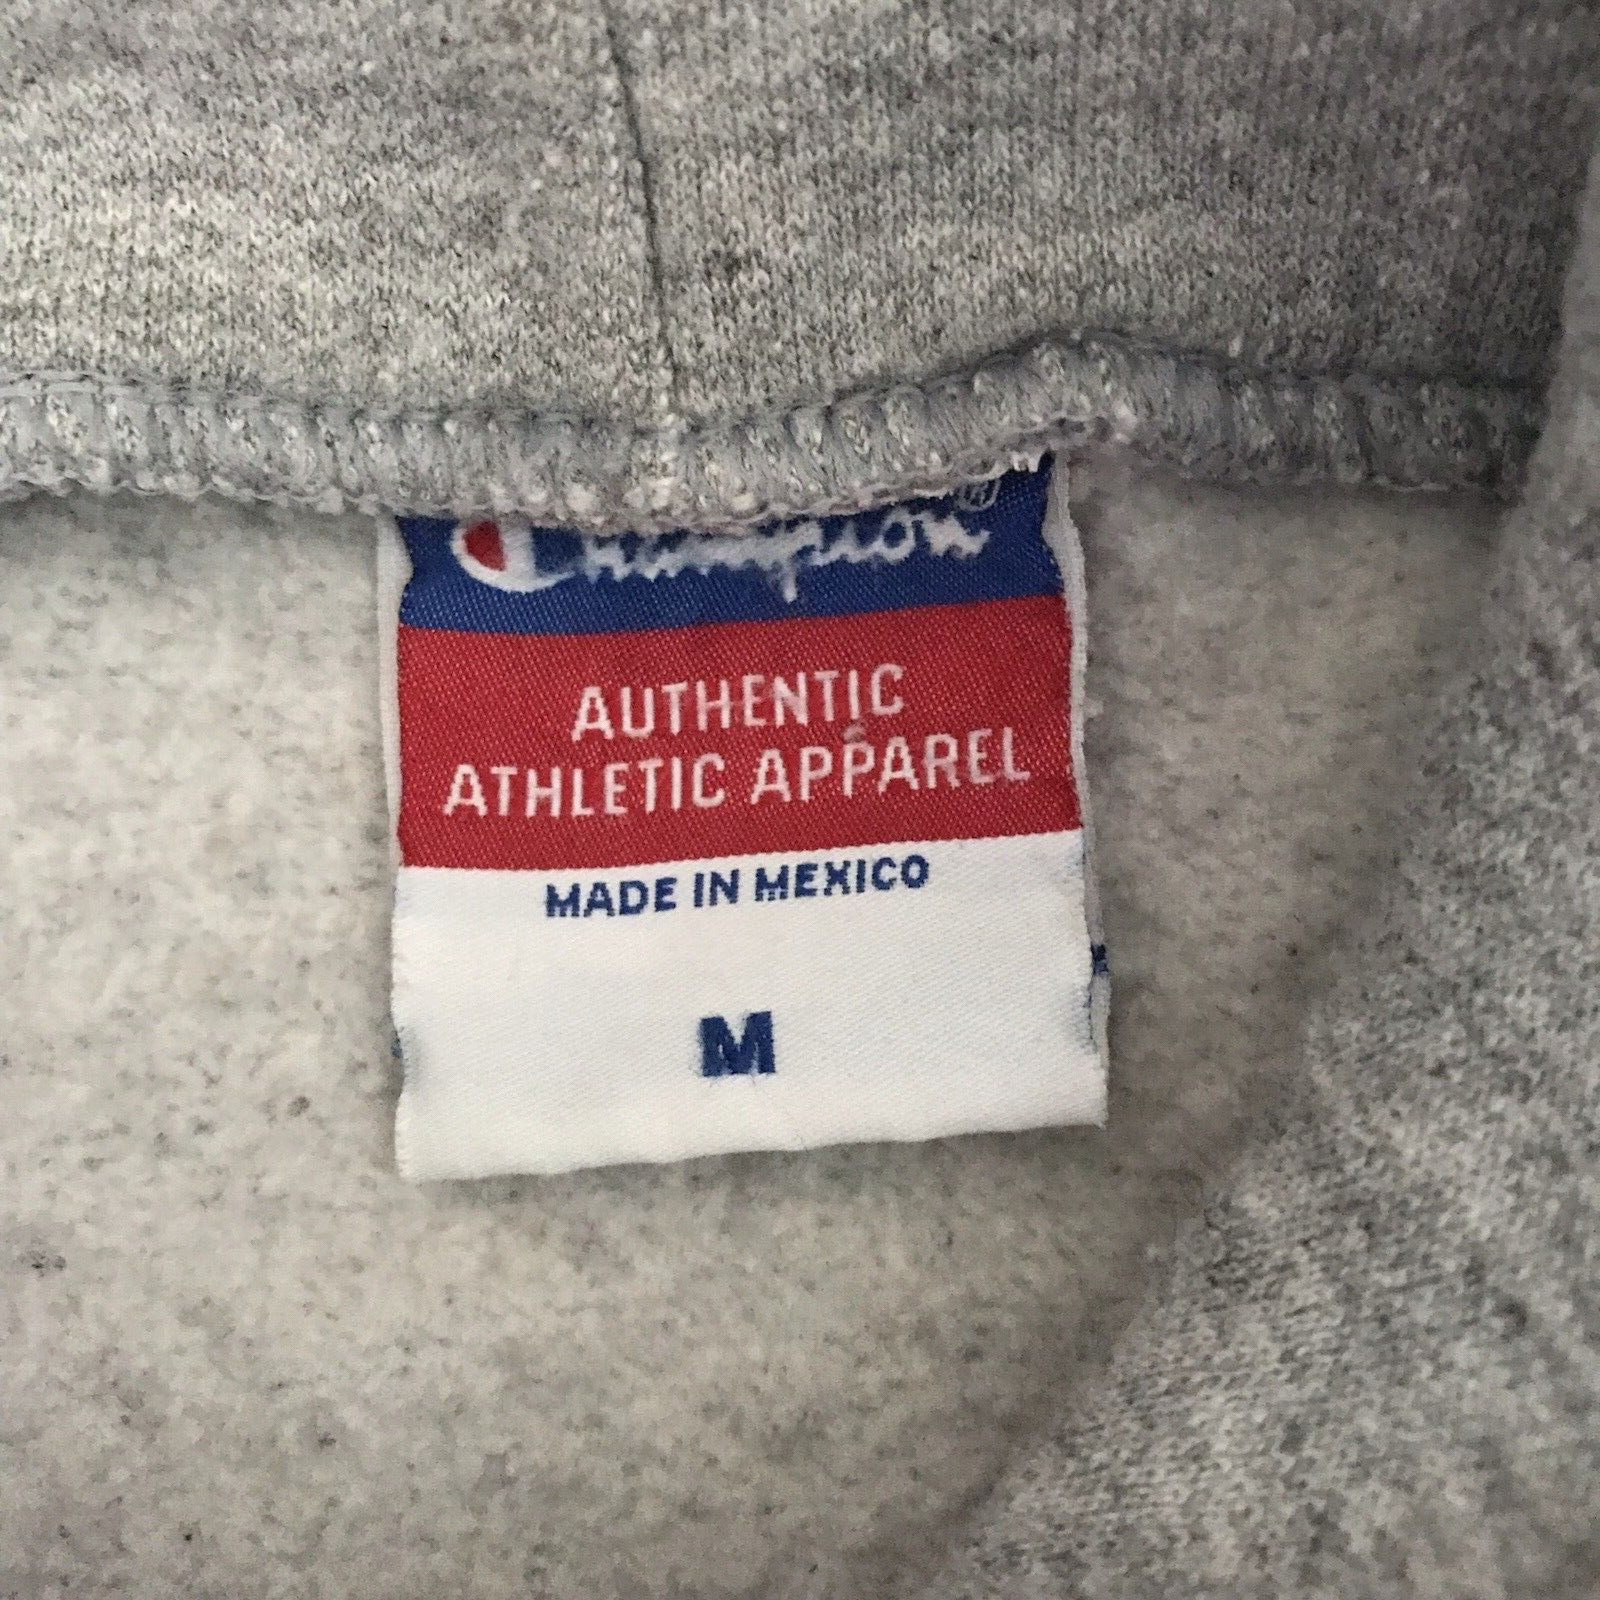 Champion®
AUTHENTIC
ATHLETIC APPAREL
MADE IN MEXICO
M